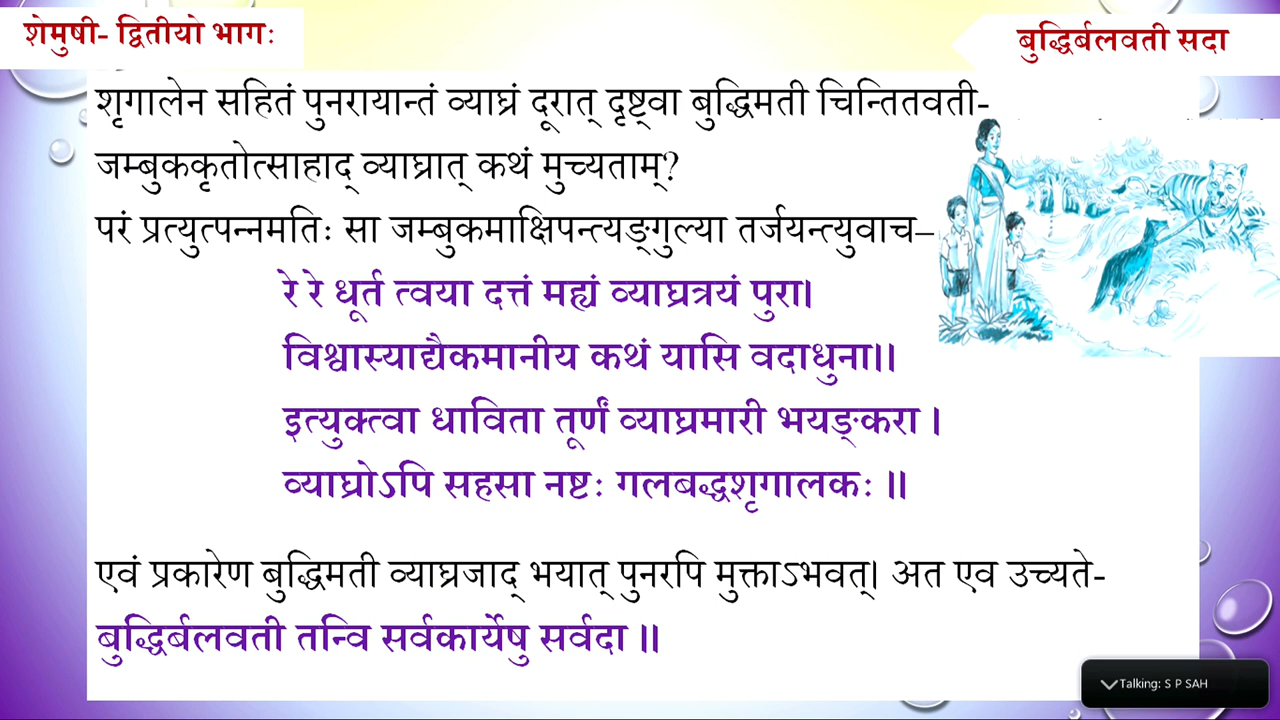 शेमुषी- द्वितीयो भागः
बुद्धिर्बलवती सदा
शृगालेन सहितं पुनरायान्तं व्याघ्रं दूरात् दृष्ट्वा बुद्धिमती चिन्तितवती-
जम्बुककृतोत्साहाद् व्याघ्रात् कथं मुच्यताम्?
परं प्रत्युत्पन्नमतिः सा जम्बुकमाक्षिपन्त्यङ्गुल्या तर्जयन्त्युवाच–
रे रे धूर्त त्वया दत्तं मह्यं व्याघ्रत्रयं पुरा।
विश्वास्याद्यैकमानीय कथं यासि वदाधुना।।
इत्युक्त्वा धाविता तूर्णं व्याघ्रमारी भयङ्करा ।
व्याघ्रोऽपि सहसा नष्टः गलबद्धशृगालकः ॥
एवं प्रकारेण बुद्धिमती व्याघ्रजाद् भयात् पुनरपि मुक्ताऽभवत्। अत एव उच्यते-
बुद्धिर्बलवती तन्वि सर्वकार्येषु सर्वदा ॥
Talking: S P SAH